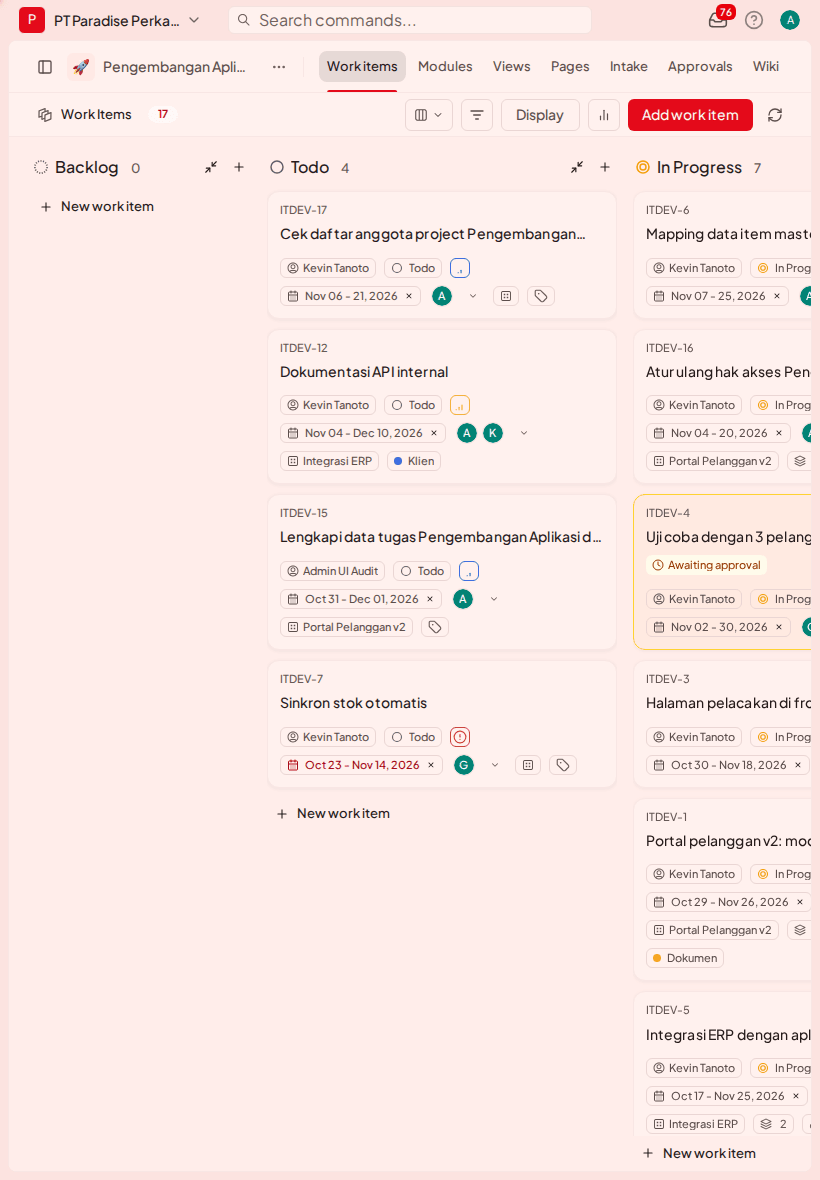 P PT Paradise Perka... Search commands... 76 A
🚀 Pengembangan Apli... ... Work items Modules Views Pages Intake Approvals Wiki
Work Items 17 Display Add work item
Backlog 0
New work item
Todo 4
ITDEV-17
Cek daftar anggota project Pengembangan...
Kevin Tanoto Todo
Nov 06 - 21, 2026 A
ITDEV-12
Dokumentasi API internal
Kevin Tanoto Todo
Nov 04 - Dec 10, 2026 A K
Integrasi ERP Klien
ITDEV-15
Lengkapi data tugas Pengembangan Aplikasi d...
Admin UI Audit Todo
Oct 31 - Dec 01, 2026 A
Portal Pelanggan v2
ITDEV-7
Sinkron stok otomatis
Kevin Tanoto Todo
Oct 23 - Nov 14, 2026 G
New work item
In Progress 7
ITDEV-6
Mapping data item mast
Kevin Tanoto In Prog
Nov 07 - 25, 2026
ITDEV-16
Atur ulang hak akses Pen
Kevin Tanoto In Prog
Nov 04 - 20, 2026
Portal Pelanggan v2
ITDEV-4
Uji coba dengan 3 pelang
Awaiting approval
Kevin Tanoto In Prog
Nov 02 - 30, 2026
ITDEV-3
Halaman pelacakan di fro
Kevin Tanoto In Prog
Oct 30 - Nov 18, 2026
ITDEV-1
Portal pelanggan v2: mod
Kevin Tanoto In Prog
Oct 29 - Nov 26, 2026
Portal Pelanggan v2
Dokumen
ITDEV-5
Integrasi ERP dengan apl
Kevin Tanoto In Prog
Oct 17 - Nov 25, 2026
Integrasi ERP 2
New work item